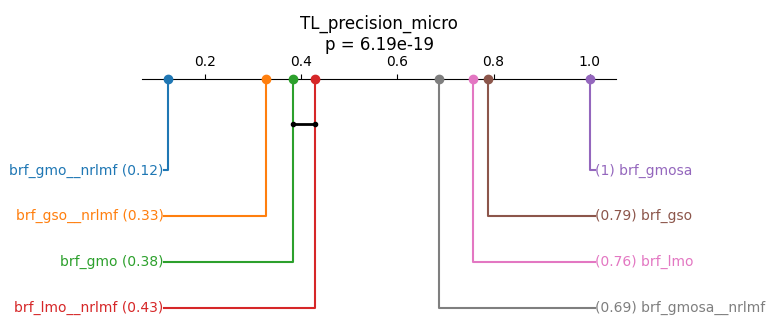 TL_precision_micro
p = 6.19e-19
0.2 0.4 0.6 0.8 1.0
brf_gmo__nrlmf (0.12) (1) brf_gmosa
brf_gso__nrlmf (0.33) (0.79) brf_gso
brf_gmo (0.38) (0.76) brf_lmo
brf_lmo__nrlmf (0.43) (0.69) brf_gmosa__nrlmf